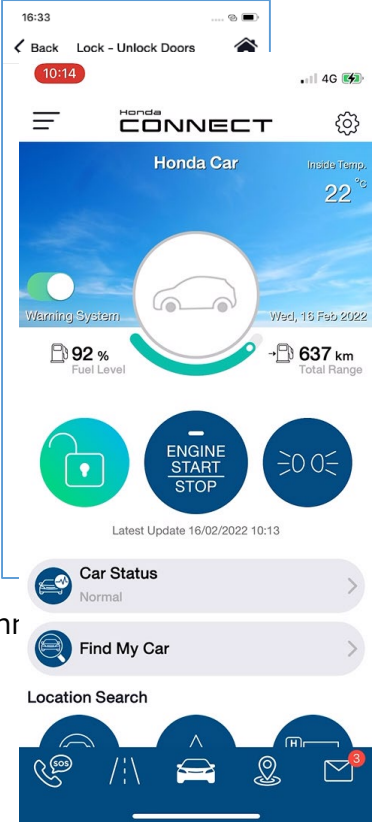 16:33
Back Lock - Unlock Doors
10:14
4G
Honda
CONNECT
Honda Car
Inside Temp.
22 °C
Warning System
Wed, 16 Feb 2022
92 %
Fuel Level
637 km
Total Range
ENGINE
START
STOP
Latest Update 16/02/2022 10:13
Car Status
Normal
Find My Car
Location Search
H
SOS
3